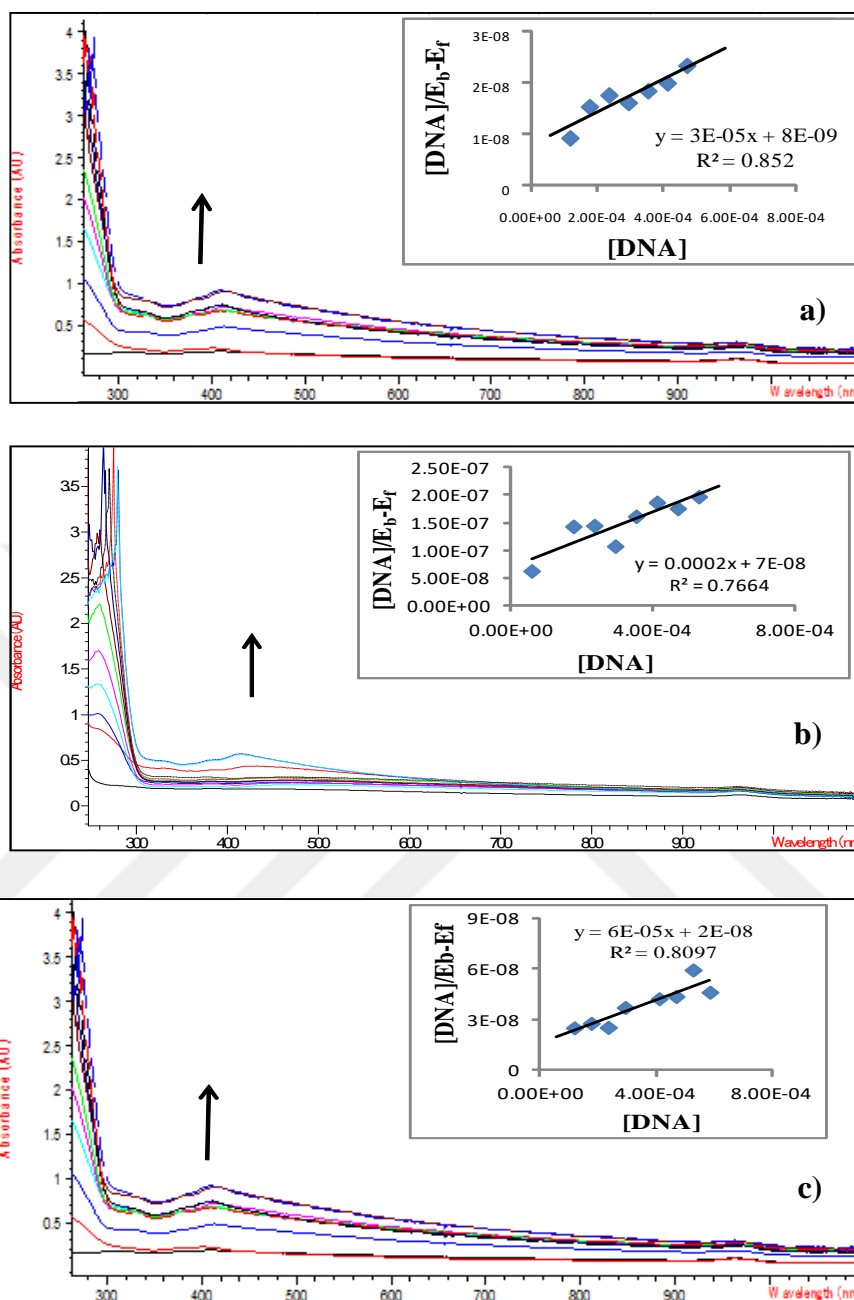 4
3.5
3
2.5
2
1.5
1
0.5
Absorbance (AU)
300 400 500 600 700 800 900
Wavelength (nm
3E-08
2E-08
1E-08
0
[DNA]/Eb-Ef
y = 3E-05x + 8E-09
R² = 0.852
0.00E+00 2.00E-04 4.00E-04 6.00E-04 8.00E-04
[DNA]
a)
3.5
3
2.5
2
1.5
1
0.5
0
Absorbance (AU)
300 400 500 600 700 800 900
Wavelength (nm
2.50E-07
2.00E-07
1.50E-07
1.00E-07
5.00E-08
0.00E+00
[DNA]/Eb-Ef
y = 0.0002x + 7E-08
R² = 0.7664
0.00E+00 4.00E-04 8.00E-04
[DNA]
b)
4
3.5
3
2.5
2
1.5
1
0.5
Absorbance (AU)
300 400 500 600 700 800 900
Wavelength (nm
9E-08
6E-08
3E-08
0
[DNA]/Eb-Ef
y = 6E-05x + 2E-08
R² = 0.8097
0.00E+00 4.00E-04 8.00E-04
[DNA]
c)